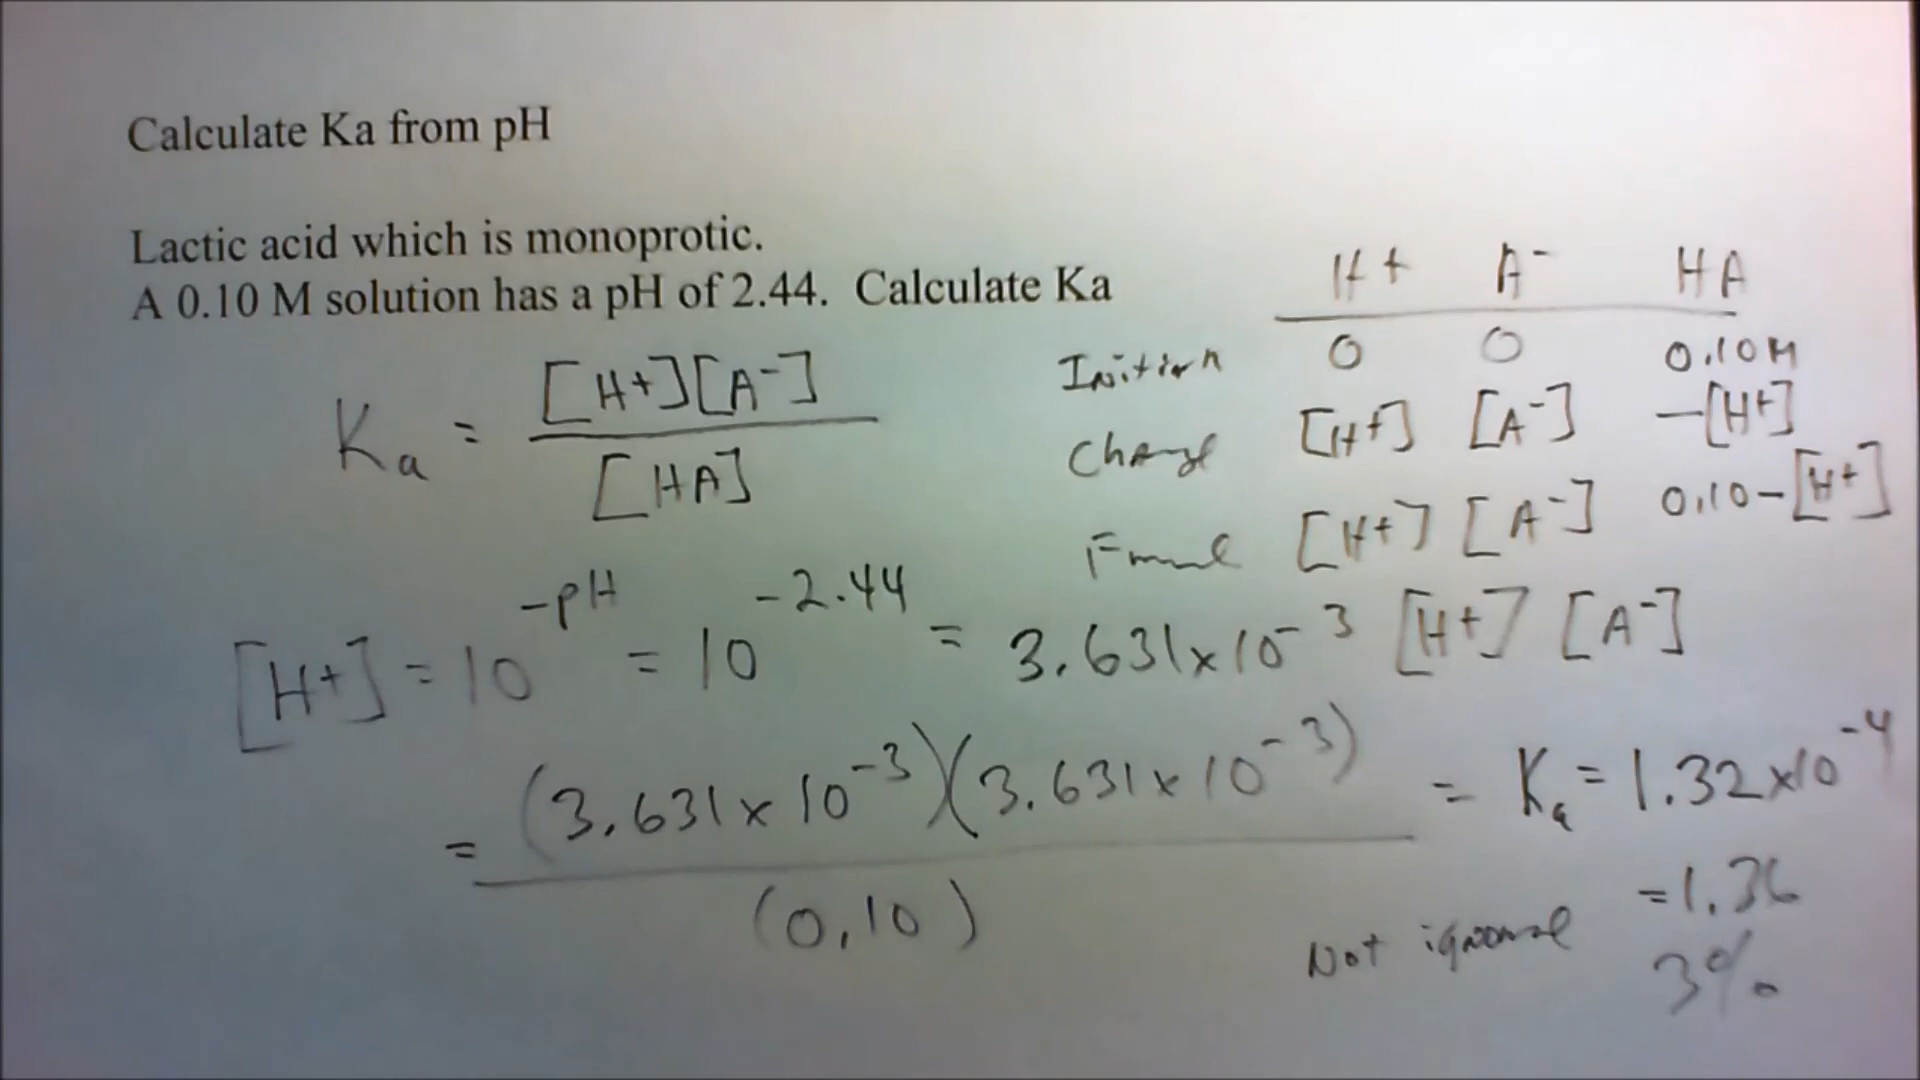 Calculate Ka from pH
Lactic acid which is monoprotic.
A 0.10 M solution has a pH of 2.44. Calculate Ka
H+ A- HA
Initial 0 0 0.10M
Change [H+] [A-] -[H+]
Final [H+] [A-] 0.10-[H+]
Ka = [H+][A-]
[HA]
[H+] = 10^-pH = 10^-2.44 = 3.631x10^-3 [H+] [A-]
= (3.631x10^-3)(3.631x10^-3) = Ka = 1.32x10^-4
(0.10)
Not ignored = 1.36
3%